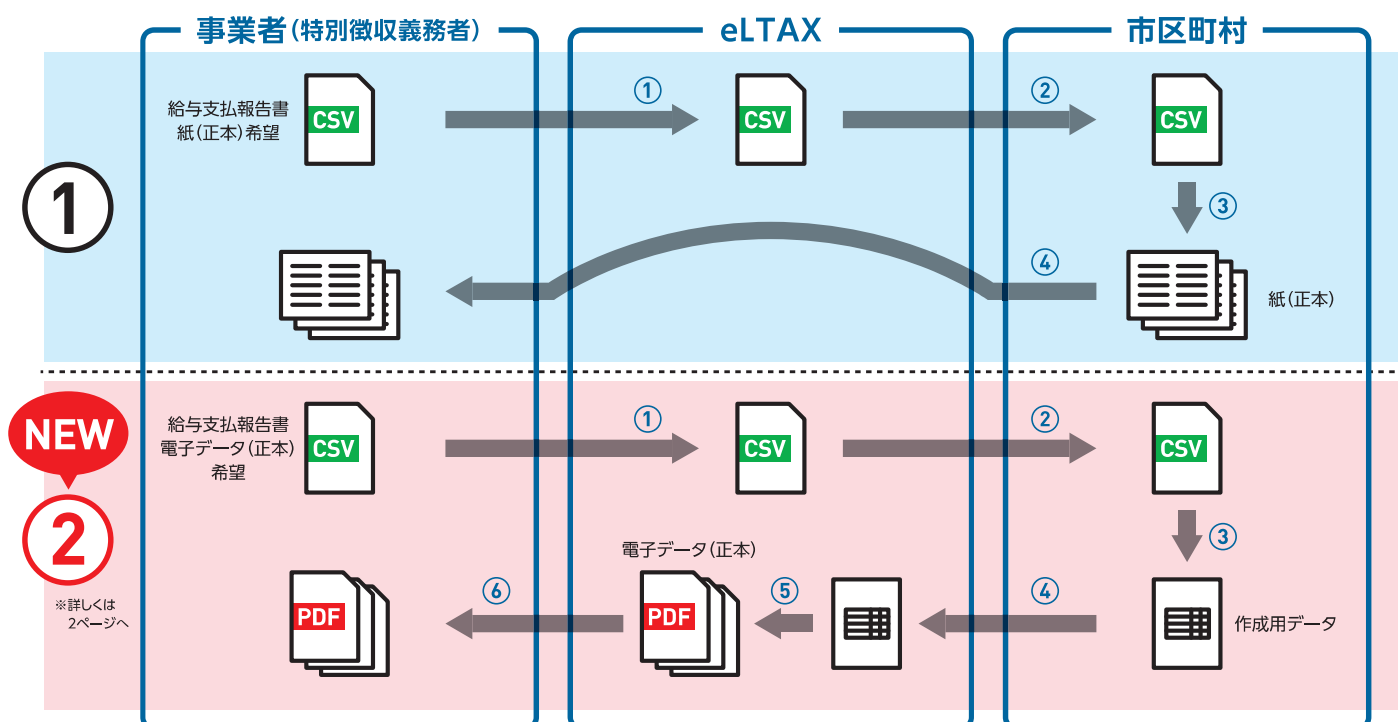 事業者(特別徴収義務者)
eLTAX
市区町村
1
給与支払報告書
紙(正本)希望
CSV
①
CSV
②
CSV
③
④
紙(正本)
NEW
2
※詳しくは
2ページへ
給与支払報告書
電子データ(正本)
希望
CSV
①
CSV
②
CSV
③
電子データ(正本)
PDF
⑥
PDF
⑤
④
作成用データ